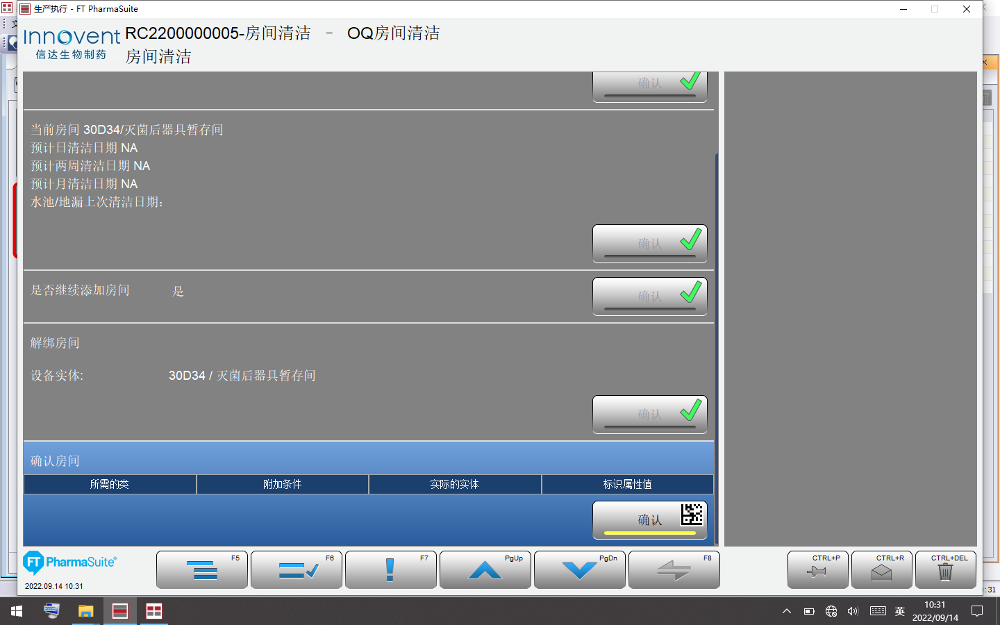 生产执行 - FT PharmaSuite
Innovent
信达生物制药
RC2200000005-房间清洁 - OQ房间清洁
房间清洁
确认
当前房间 30D34/灭菌后器具暂存间
预计日清洁日期 NA
预计两周清洁日期 NA
预计月清洁日期 NA
水池/地漏上次清洁日期:
确认
是否继续添加房间 是
确认
解绑房间
设备实体: 30D34 / 灭菌后器具暂存间
确认
确认房间
所需的类 附加条件 实际的实体 标识属性值
确认
FT PharmaSuite®
F5 F6 F7 PgUp PgDn F8 CTRL+P CTRL+R CTRL+DEL
2022.09.14 10:31
:31
英
10:31
2022/09/14